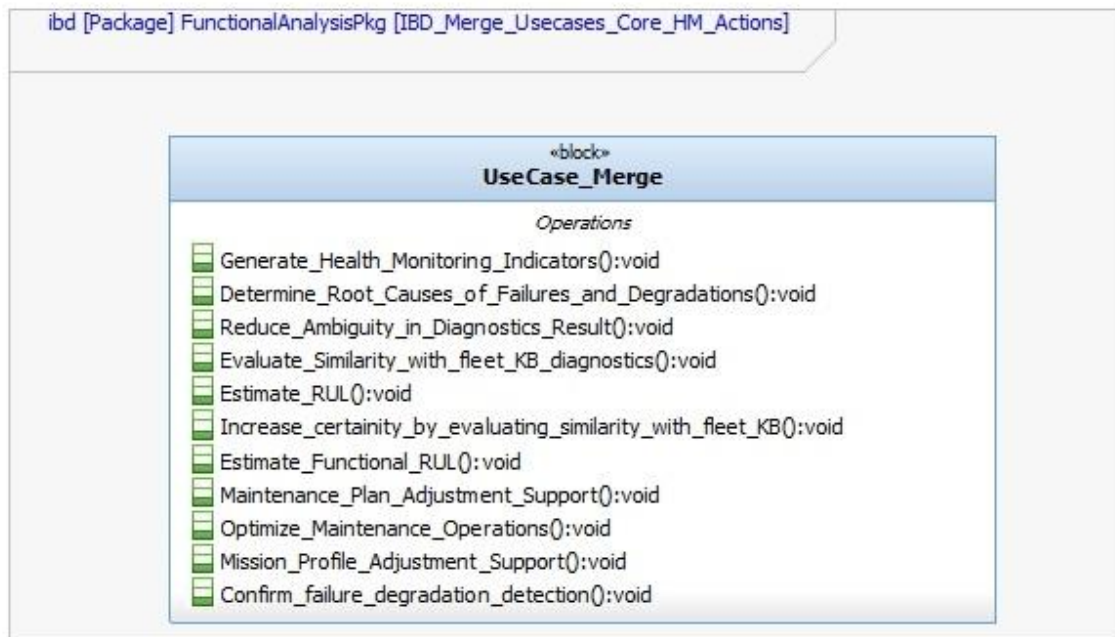 ibd [Package] FunctionalAnalysisPkg [IBD_Merge_Usecases_Core_HM_Actions]
«block»
UseCase_Merge
Operations
Generate_Health_Monitoring_Indicators():void
Determine_Root_Causes_of_Failures_and_Degradations():void
Reduce_Ambiguity_in_Diagnostics_Result():void
Evaluate_Similarity_with_fleet_KB_diagnostics():void
Estimate_RUL():void
Increase_certainity_by_evaluating_similarity_with_fleet_KB():void
Estimate_Functional_RUL():void
Maintenance_Plan_Adjustment_Support():void
Optimize_Maintenance_Operations():void
Mission_Profile_Adjustment_Support():void
Confirm_failure_degradation_detection():void